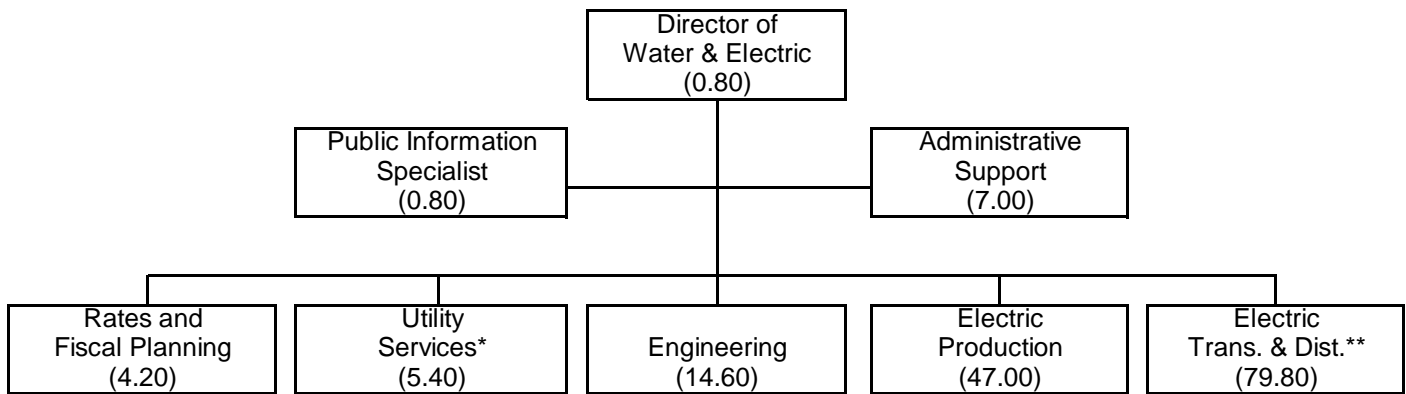 Director of
Water & Electric
(0.80)
Public Information
Specialist
(0.80)
Administrative
Support
(7.00)
Rates and
Fiscal Planning
(4.20)
Utility
Services*
(5.40)
Engineering
(14.60)
Electric
Production
(47.00)
Electric
Trans. & Dist.**
(79.80)